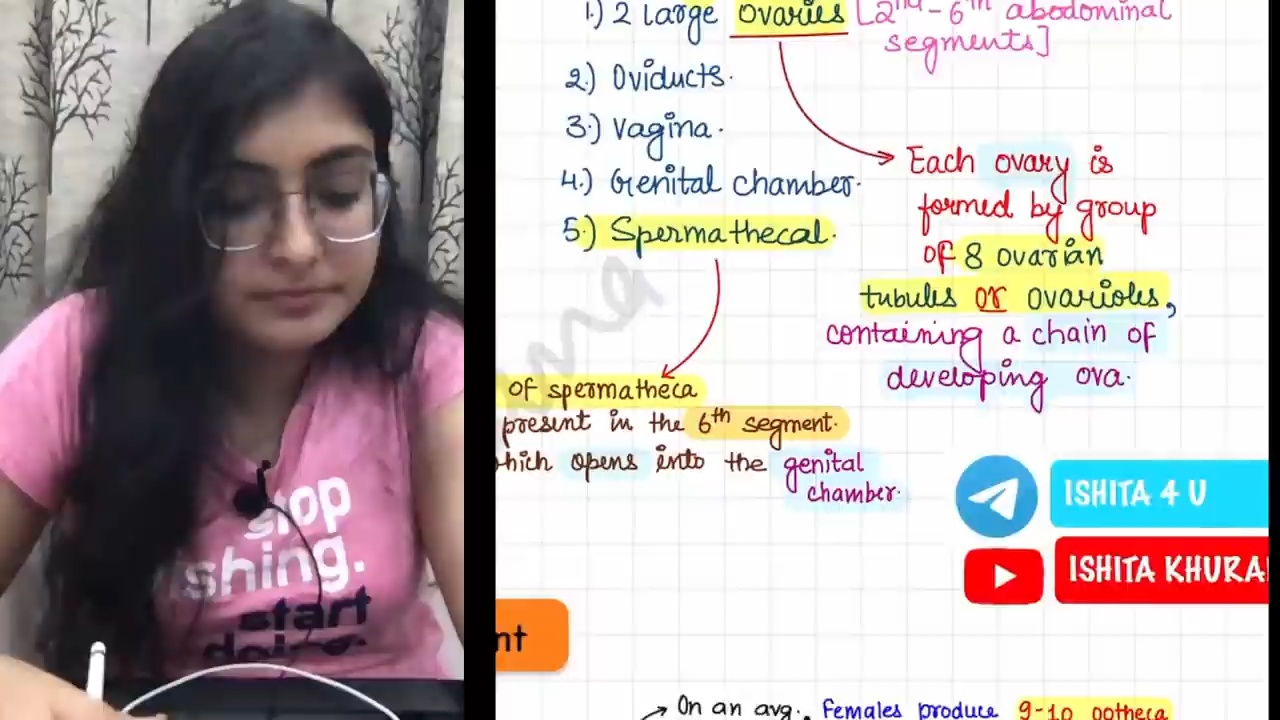 1.) 2 large ovaries [2nd - 6th abdominal
segments]
2.) Oviducts.
3.) Vagina.
4.) Genital chamber.
5.) Spermathecal.
Each ovary is
formed by group
of 8 ovarian
tubules or ovarioles,
containing a chain of
developing ova.
of spermatheca
present in the 6th segment.
which opens into the genital
chamber.
ISHITA 4 U
ISHITA KHURA
nt
On an avg., females produce 9-10 ootheca
stop
shing.
start
doing.